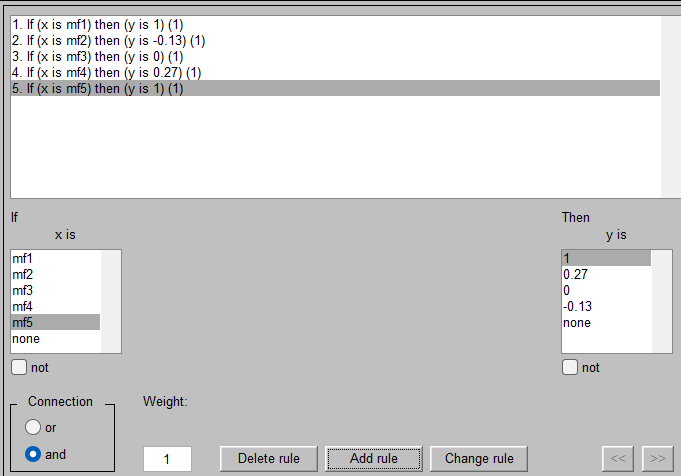 1. If (x is mf1) then (y is 1) (1)
2. If (x is mf2) then (y is -0.13) (1)
3. If (x is mf3) then (y is 0) (1)
4. If (x is mf4) then (y is 0.27) (1)
5. If (x is mf5) then (y is 1) (1)
If
x is
mf1
mf2
mf3
mf4
mf5
none
not
Then
y is
1
0.27
0
-0.13
none
not
Connection
or
and
Weight:
1
Delete rule
Add rule
Change rule
<<
>>